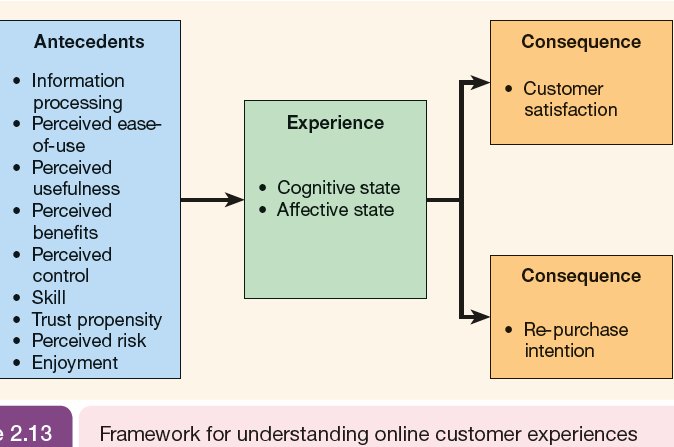 Antecedents
• Information
processing
• Perceived ease-
of-use
• Perceived
usefulness
• Perceived
benefits
• Perceived
control
• Skill
• Trust propensity
• Perceived risk
• Enjoyment
Experience
• Cognitive state
• Affective state
Consequence
• Customer
satisfaction
Consequence
• Re-purchase
intention
e 2.13
Framework for understanding online customer experiences